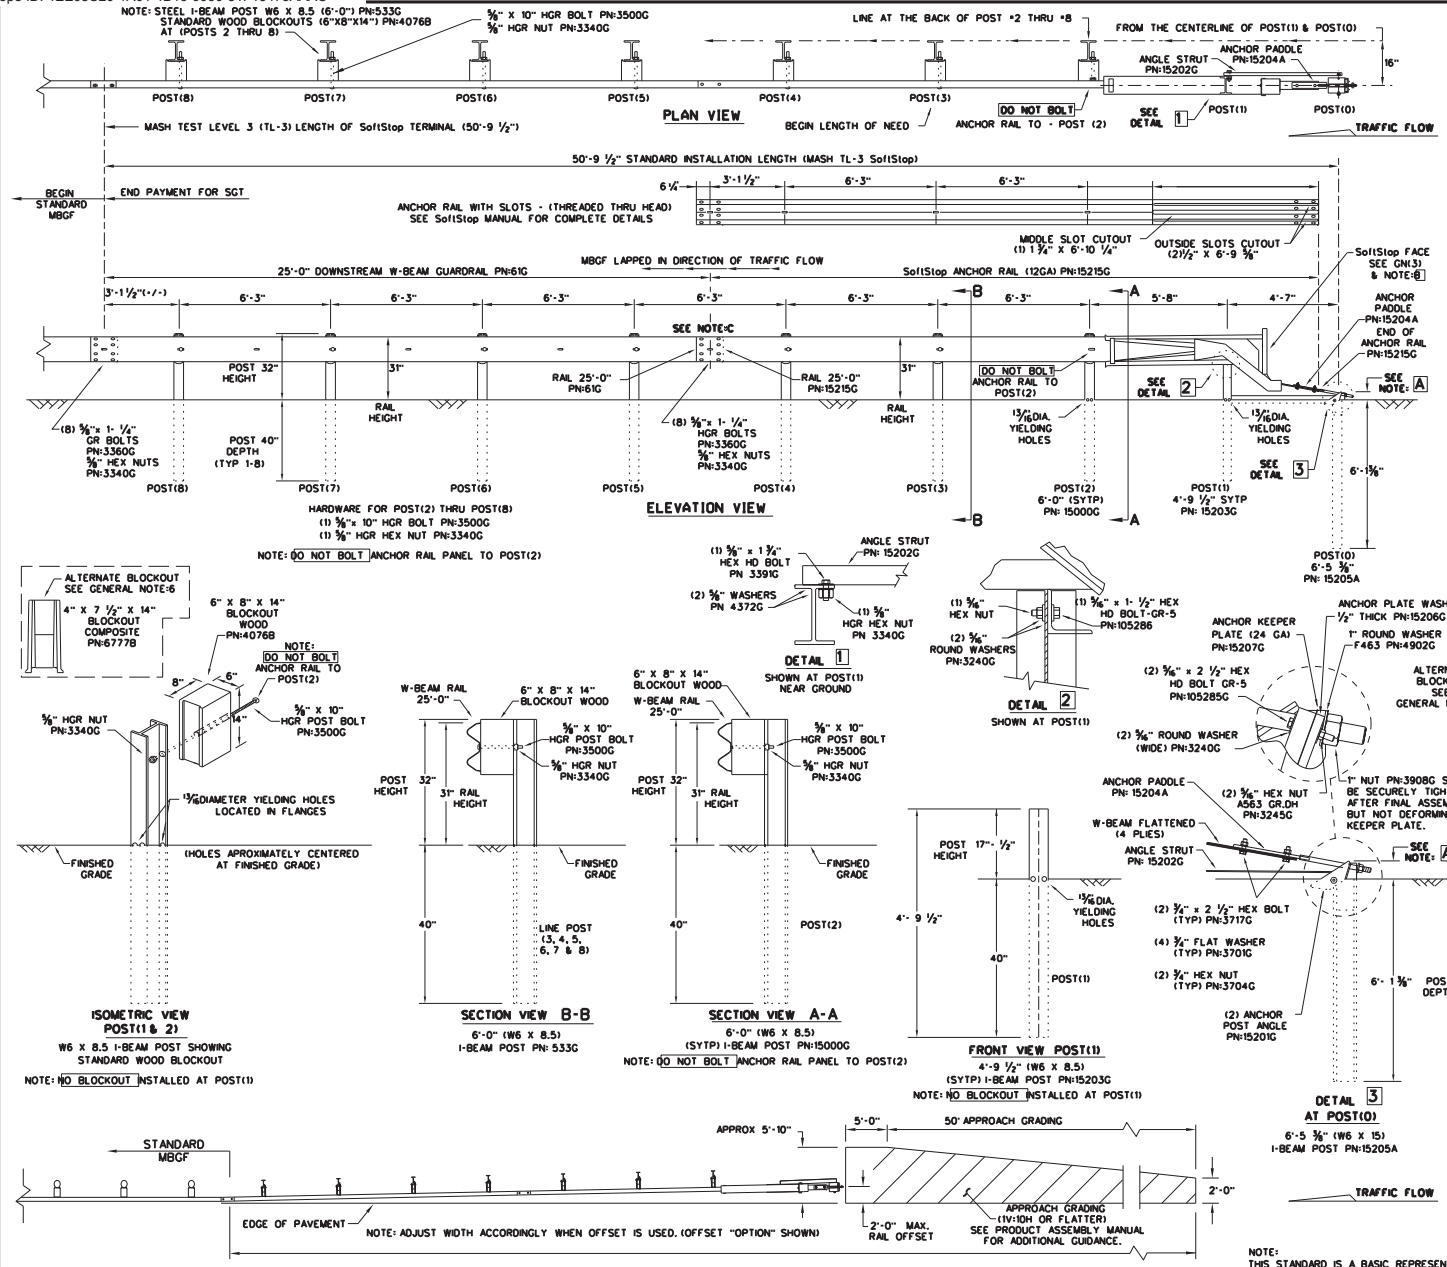 NOTE: STEEL I-BEAM POST W6 X 8.5 (6'-0") PN:533G
STANDARD WOOD BLOCKOUTS (6"X8"X14") PN:4076B
AT (POSTS 2 THRU 8)
5/8" X 10" HGR BOLT PN:3500G
5/8" HGR NUT PN:3340G
LINE AT THE BACK OF POST #2 THRU #8
FROM THE CENTERLINE OF POST(1) & POST(0)
ANCHOR PADDLE
PN:15204A
ANGLE STRUT
PN:15202G
16"
POST(8)
POST(7)
POST(6)
POST(5)
POST(4)
POST(3)
POST(1)
POST(0)
PLAN VIEW
DO NOT BOLT
ANCHOR RAIL TO - POST (2)
SEE
DETAIL 1
MASH TEST LEVEL 3 (TL-3) LENGTH OF SoftStop TERMINAL (50'-9 1/2")
BEGIN LENGTH OF NEED
TRAFFIC FLOW
50'-9 1/2" STANDARD INSTALLATION LENGTH (MASH TL-3 SoftStop)
BEGIN
STANDARD
MBGF
END PAYMENT FOR SGT
6 1/4"
3'-1 1/2"
6'-3"
6'-3"
ANCHOR RAIL WITH SLOTS - (THREADED THRU HEAD)
SEE SoftStop MANUAL FOR COMPLETE DETAILS
MIDDLE SLOT CUTOUT
(1) 1 3/4" X 6'-10 1/4"
OUTSIDE SLOTS CUTOUT
(2)1/2" X 6'-9 5/8"
SoftStop FACE
SEE GN(3)
& NOTE:B
MBGF LAPPED IN DIRECTION OF TRAFFIC FLOW
25'-0" DOWNSTREAM W-BEAM GUARDRAIL PN:61G
SoftStop ANCHOR RAIL (12GA) PN:15215G
3'-1 1/2"(+/-)
6'-3"
6'-3"
6'-3"
6'-3"
6'-3"
6'-3"
5'-8"
4'-7"
B
A
ANCHOR
PADDLE
PN:15204A
END OF
ANCHOR RAIL
PN:15215G
SEE NOTE:C
POST 32"
HEIGHT
31"
RAIL
HEIGHT
RAIL 25'-0"
PN:61G
RAIL 25'-0"
PN:15215G
31"
RAIL
HEIGHT
DO NOT BOLT
ANCHOR RAIL TO
POST(2)
SEE
DETAIL 2
SEE
NOTE: A
(8) 5/8"x 1- 1/4"
GR BOLTS
PN:3360G
5/8" HEX NUTS
PN:3340G
POST 40"
DEPTH
(TYP 1-8)
(8) 5/8"x 1- 1/4"
HGR BOLTS
PN:3360G
5/8" HEX NUTS
PN:3340G
13/16"DIA.
YIELDING
HOLES
13/16"DIA.
YIELDING
HOLES
SEE
DETAIL 3
6'-1 3/8"
POST(8)
POST(7)
POST(6)
POST(5)
POST(4)
POST(3)
POST(2)
6'-0" (SYTP)
PN: 15000G
POST(1)
4'-9 1/2" SYTP
PN: 15203G
HARDWARE FOR POST(2) THRU POST(8)
(1) 5/8"x 10" HGR BOLT PN:3500G
(1) 5/8" HGR HEX NUT PN:3340G
ELEVATION VIEW
B
A
NOTE: DO NOT BOLT ANCHOR RAIL PANEL TO POST(2)
POST(0)
6'-5 3/8"
PN: 15205A
ALTERNATE BLOCKOUT
SEE GENERAL NOTE:6
4" X 7 1/2" X 14"
BLOCKOUT
COMPOSITE
PN:6777B
6" X 8" X 14"
BLOCKOUT
WOOD
PN:4076B
NOTE:
DO NOT BOLT
ANCHOR RAIL TO
POST(2)
8"
6"
14"
5/8" X 10"
HGR POST BOLT
PN:3500G
5/8" HGR NUT
PN:3340G
13/16"DIAMETER YIELDING HOLES
LOCATED IN FLANGES
(HOLES APROXIMATELY CENTERED
AT FINISHED GRADE)
FINISHED
GRADE
ISOMETRIC VIEW
POST(1 & 2)
W6 X 8.5 I-BEAM POST SHOWING
STANDARD WOOD BLOCKOUT
NOTE: NO BLOCKOUT INSTALLED AT POST(1)
W-BEAM RAIL
25'-0"
6" X 8" X 14"
BLOCKOUT WOOD
5/8" X 10"
HGR POST BOLT
PN:3500G
5/8" HGR NUT
PN:3340G
POST 32"
HEIGHT
31" RAIL
HEIGHT
FINISHED
GRADE
40"
LINE POST
(3, 4, 5,
6, 7 & 8)
SECTION VIEW B-B
6'-0" (W6 X 8.5)
I-BEAM POST PN: 533G
6" X 8" X 14"
BLOCKOUT WOOD
W-BEAM RAIL
25'-0"
5/8" X 10"
HGR POST BOLT
PN:3500G
5/8" HGR NUT
PN:3340G
POST 32"
HEIGHT
31" RAIL
HEIGHT
FINISHED
GRADE
40"
POST(2)
SECTION VIEW A-A
6'-0" (W6 X 8.5)
(SYTP) I-BEAM POST PN:15000G
NOTE: DO NOT BOLT ANCHOR RAIL PANEL TO POST(2)
(1) 5/8" x 1 3/4"
HEX HD BOLT
PN 3391G
ANGLE STRUT
PN: 15202G
(2) 5/8" WASHERS
PN 4372G
(1) 5/8"
HGR HEX NUT
PN 3340G
DETAIL 1
SHOWN AT POST(1)
NEAR GROUND
(1) 5/16"
HEX NUT
(1) 5/16" x 1- 1/2" HEX
HD BOLT-GR-5
PN:105286
(2) 5/16"
ROUND WASHERS
PN:3240G
DETAIL 2
SHOWN AT POST(1)
ANCHOR PLATE WASH
1/2" THICK PN:15206G
ANCHOR KEEPER
PLATE (24 GA)
PN:15207G
1" ROUND WASHER
F463 PN:4902G
(2) 5/16" x 2 1/2" HEX
HD BOLT GR-5
PN:105285G
(2) 5/16" ROUND WASHER
(WIDE) PN:3240G
ANCHOR PADDLE
PN: 15204A
(2) 5/16" HEX NUT
A563 GR.DH
PN:3245G
1" NUT PN:3908G S
BE SECURELY TIGH
AFTER FINAL ASSEM
BUT NOT DEFORMIN
KEEPER PLATE.
ALTERN
BLOCK
SEE
GENERAL
W-BEAM FLATTENED
(4 PLIES)
ANGLE STRUT
PN: 15202G
SEE
NOTE: A
(2) 3/4" x 2 1/2" HEX BOLT
(TYP) PN:3717G
(4) 3/4" FLAT WASHER
(TYP) PN:3701G
(2) 3/4" HEX NUT
(TYP) PN:3704G
(2) ANCHOR
POST ANGLE
PN:15201G
6'- 1 3/8"
POS
DEPT
DETAIL 3
AT POST(0)
6'-5 3/8" (W6 X 15)
I-BEAM POST PN:15205A
POST 17"- 1/2"
HEIGHT
4'- 9 1/2"
40"
13/16"DIA.
YIELDING
HOLES
POST(1)
FRONT VIEW POST(1)
4'-9 1/2" (W6 X 8.5)
(SYTP) I-BEAM POST PN:15203G
NOTE: NO BLOCKOUT INSTALLED AT POST(1)
STANDARD
MBGF
APPROX 5'-10"
5'-0"
50' APPROACH GRADING
2'-0"
TRAFFIC FLOW
EDGE OF PAVEMENT
NOTE: ADJUST WIDTH ACCORDINGLY WHEN OFFSET IS USED. (OFFSET "OPTION" SHOWN)
2'-0" MAX.
RAIL OFFSET
APPROACH GRADING
(1V:10H OR FLATTER)
SEE PRODUCT ASSEMBLY MANUAL
FOR ADDITIONAL GUIDANCE.
NOTE:
THIS STANDARD IS A BASIC REPRESEN